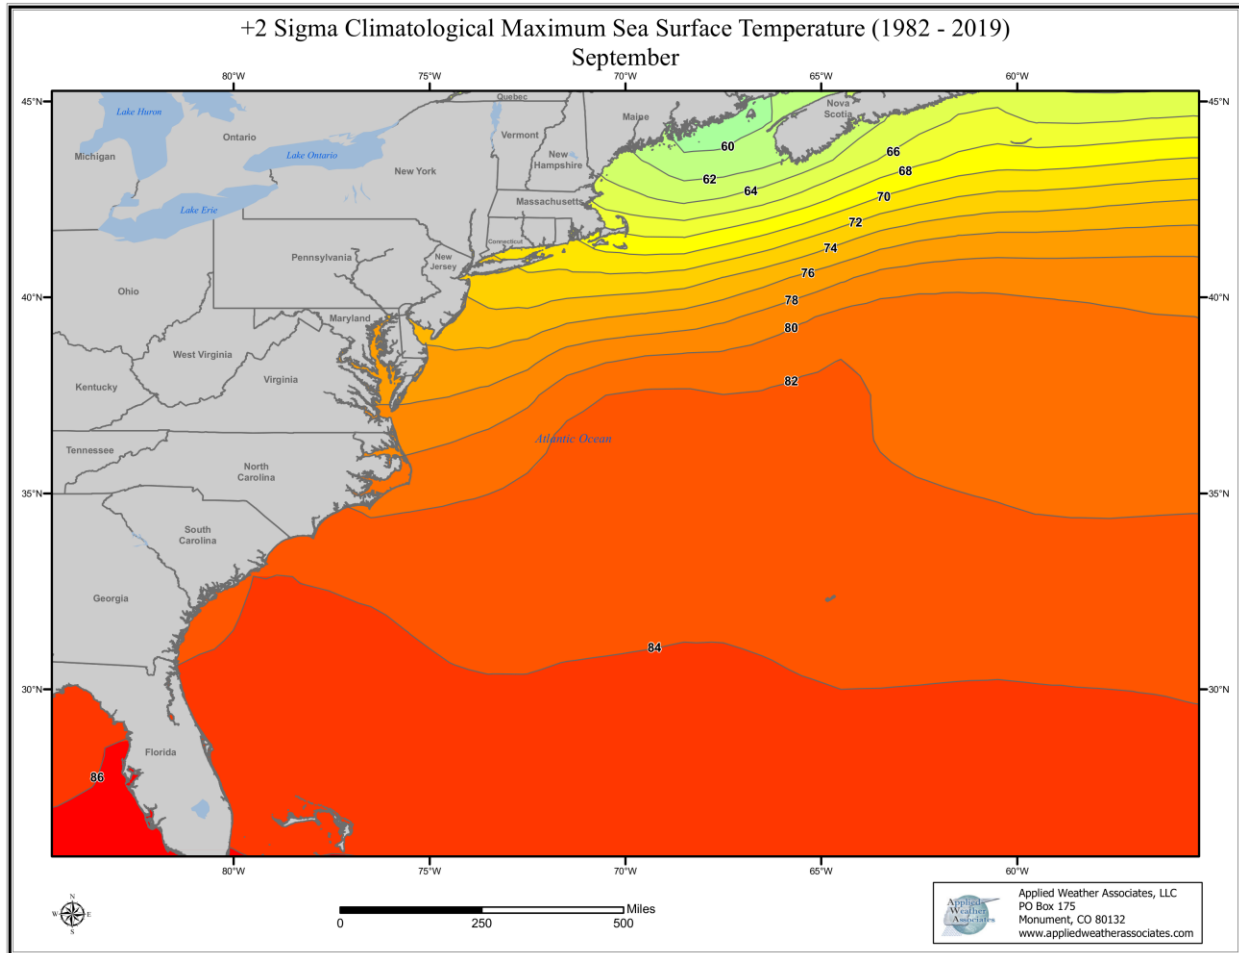 +2 Sigma Climatological Maximum Sea Surface Temperature (1982 - 2019)
September
80°W 75°W 70°W 65°W 60°W
45°N 45°N
Lake Huron
Quebec
Maine
Nova
Scotia
Ontario
Vermont
60
Michigan
Lake Ontario
New
Hampshire
66
New York
68
62
64
70
Lake Erie
Massachusetts
72
Connecticut
74
Pennsylvania
New
Jersey
76
Ohio
40°N 40°N
78
Maryland
80
West Virginia
Virginia
Kentucky
82
Atlantic Ocean
Tennessee
North
Carolina
35°N 35°N
South
Carolina
Georgia
84
30°N 30°N
Florida
86
80°W 75°W 70°W 65°W 60°W
N
W E
S
Miles
0 250 500
Applied
Weather
Associates
Applied Weather Associates, LLC
PO Box 175
Monument, CO 80132
www.appliedweatherassociates.com